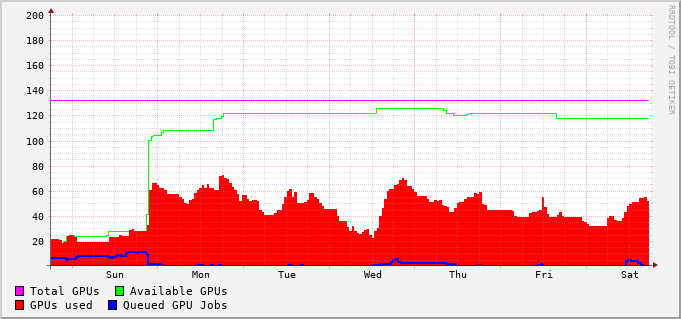 200
180
160
140
120
100
80
60
40
20
Sun Mon Tue Wed Thu Fri Sat
Total GPUs Available GPUs
GPUs used Queued GPU Jobs
RRDTOOL / TOBI OETIKER